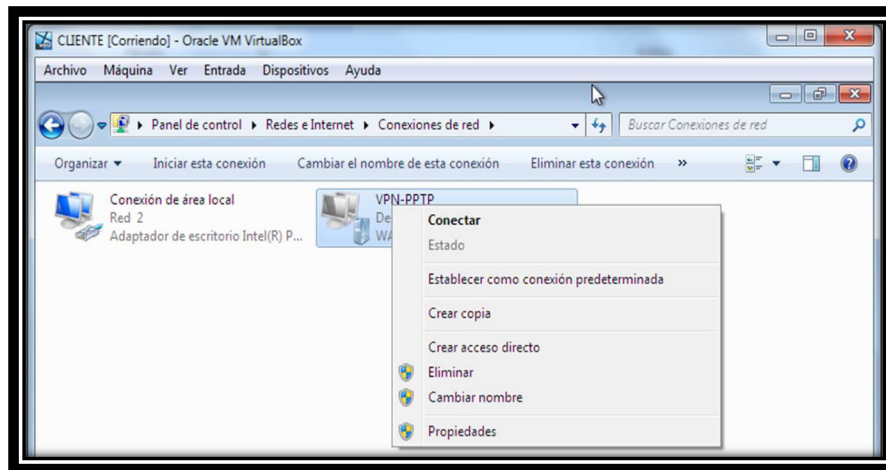 CLIENTE [Corriendo] - Oracle VM VirtualBox
Archivo Máquina Ver Entrada Dispositivos Ayuda
Panel de control Redes e Internet Conexiones de red Buscar Conexiones de red
Organizar Iniciar esta conexión Cambiar el nombre de esta conexión Eliminar esta conexión »
Conexión de área local
Red 2
Adaptador de escritorio Intel(R) P...
VPN-PPTP
Conectar
Estado
Establecer como conexión predeterminada
Crear copia
Crear acceso directo
Eliminar
Cambiar nombre
Propiedades